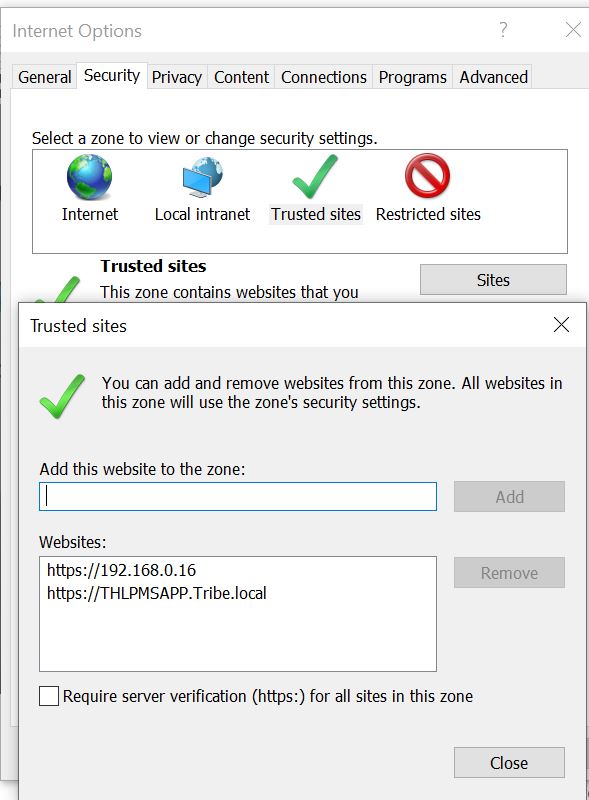 Internet Options
?
General Security Privacy Content Connections Programs Advanced
Select a zone to view or change security settings.
Internet Local intranet Trusted sites Restricted sites
Trusted sites
Sites
This zone contains websites that you
Trusted sites
You can add and remove websites from this zone. All websites in
this zone will use the zone's security settings.
Add this website to the zone:
Add
Websites:
https://192.168.0.16
https://THLPMSAPP.Tribe.local
Remove
Require server verification (https:) for all sites in this zone
Close